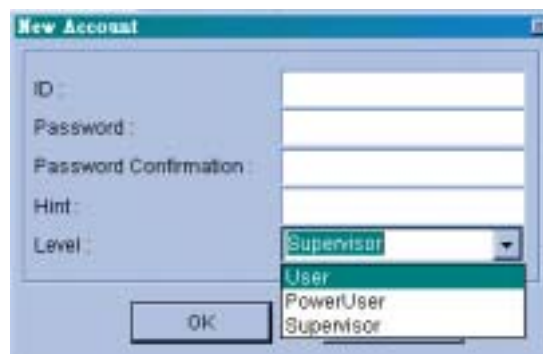 New Account
ID :
Password :
Password Confirmation :
Hint :
Level : Supervisor
User
PowerUser
Supervisor
OK